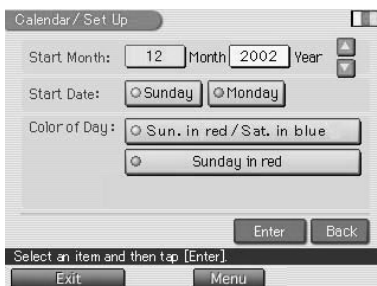 Calendar/Set Up
Start Month: 12 Month 2002 Year
Start Date: Sunday Monday
Color of Day: Sun. in red/Sat. in blue
Sunday in red
Enter Back
Select an item and then tap [Enter].
Exit Menu